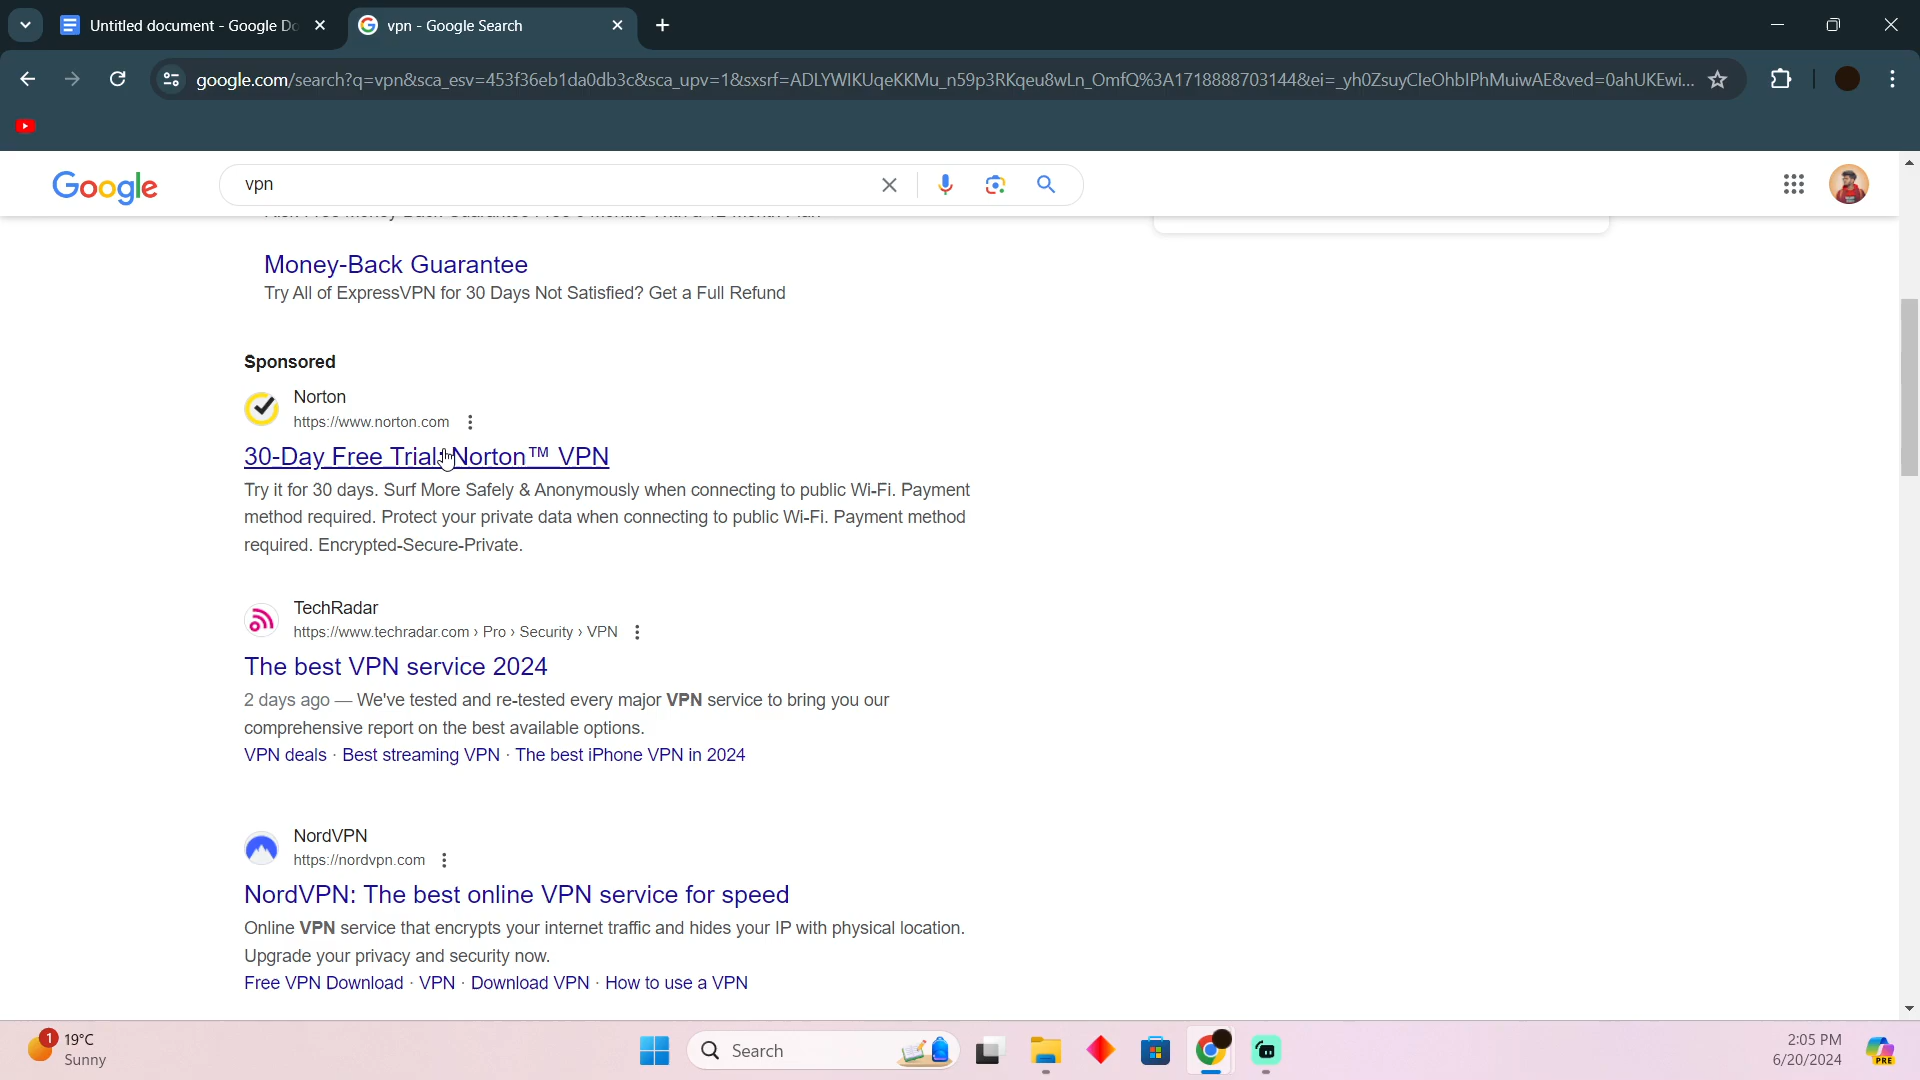 Untitled document - Google Do
vpn - Google Search
google.com/search?q=vpn&sca_esv=453f36eb1da0db3c&sca_upv=1&sxsrf=ADLYWIKUqeKKMu_n59p3RKqeu8wLn_OmfQ%3A1718888703144&ei=_yh0ZsuyCIeOhbIPhMuiwAE&ved=0ahUKEwi...
Google
vpn
Money-Back Guarantee
Try All of ExpressVPN for 30 Days Not Satisfied? Get a Full Refund
Sponsored
Norton
https://www.norton.com
30-Day Free Trial: Norton™ VPN
Try it for 30 days. Surf More Safely & Anonymously when connecting to public Wi-Fi. Payment
method required. Protect your private data when connecting to public Wi-Fi. Payment method
required. Encrypted-Secure-Private.
TechRadar
https://www.techradar.com › Pro › Security › VPN
The best VPN service 2024
2 days ago — We've tested and re-tested every major VPN service to bring you our
comprehensive report on the best available options.
VPN deals · Best streaming VPN · The best iPhone VPN in 2024
NordVPN
https://nordvpn.com
NordVPN: The best online VPN service for speed
Online VPN service that encrypts your internet traffic and hides your IP with physical location.
Upgrade your privacy and security now.
Free VPN Download · VPN · Download VPN · How to use a VPN
1
19°C
Sunny
Search
PRE
2:05 PM
6/20/2024